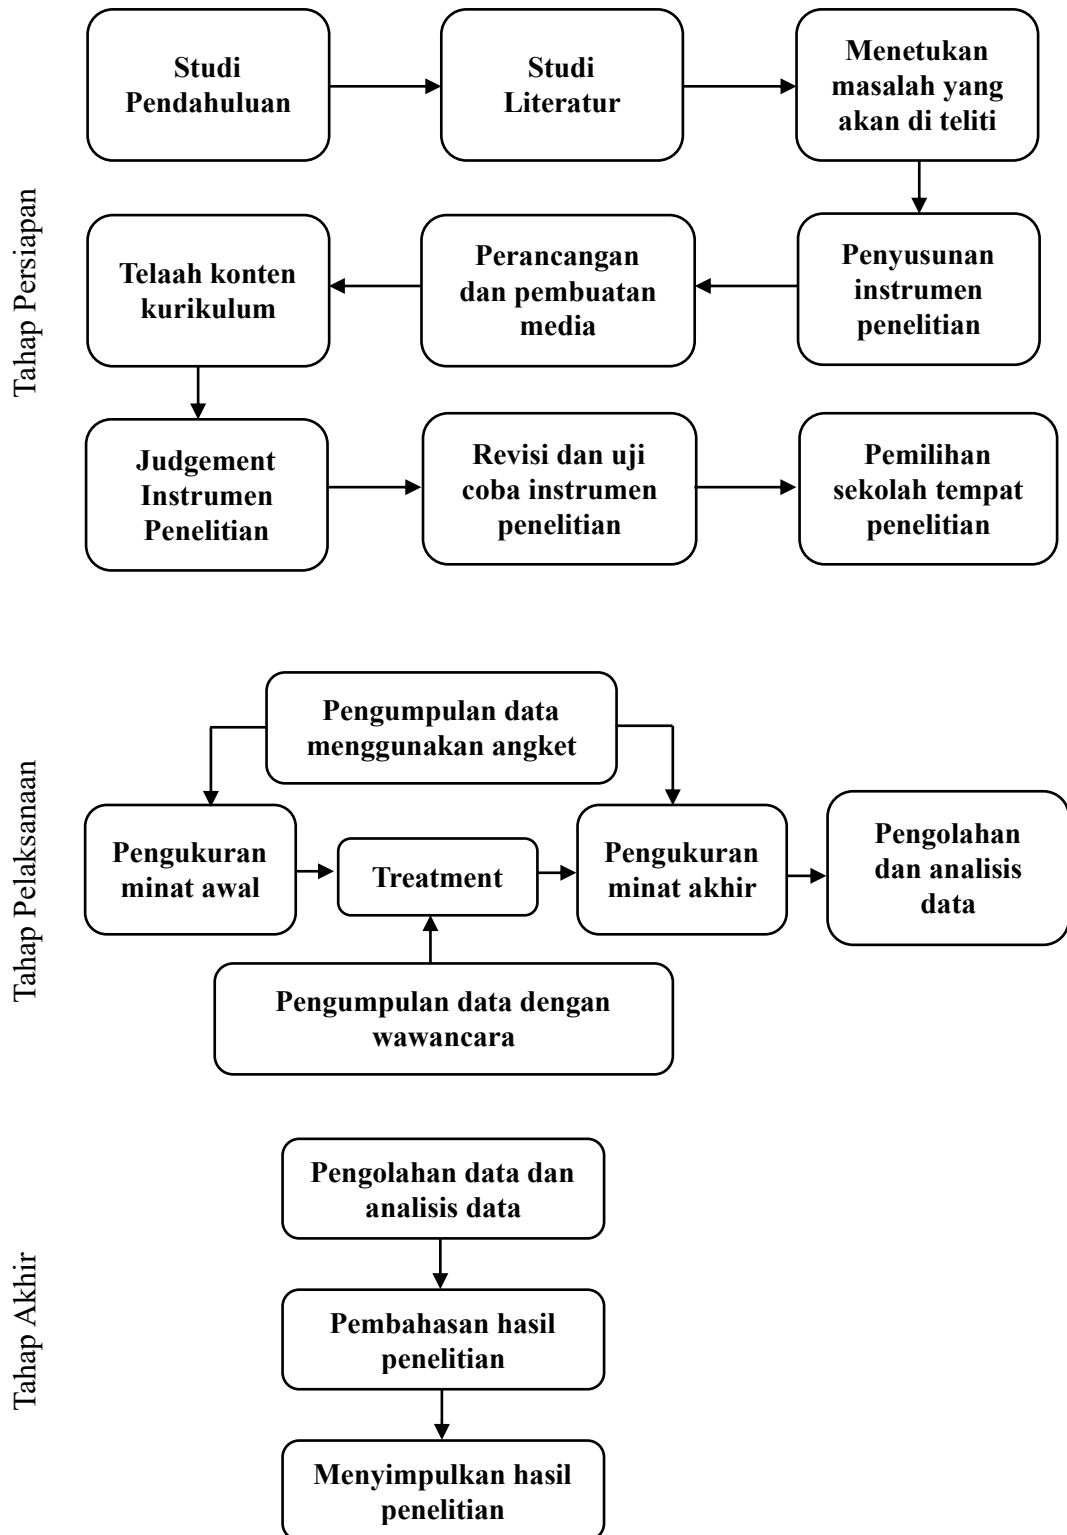 Tahap Persiapan
Studi
Pendahuluan
Studi
Literatur
Menetukan
masalah yang
akan di teliti
Penyusunan
instrumen
penelitian
Perancangan
dan pembuatan
media
Telaah konten
kurikulum
Judgement
Instrumen
Penelitian
Revisi dan uji
coba instrumen
penelitian
Pemilihan
sekolah tempat
penelitian
Tahap Pelaksanaan
Pengumpulan data
menggunakan angket
Pengukuran
minat awal
Treatment
Pengukuran
minat akhir
Pengolahan
dan analisis
data
Pengumpulan data dengan
wawancara
Tahap Akhir
Pengolahan data dan
analisis data
Pembahasan hasil
penelitian
Menyimpulkan hasil
penelitian